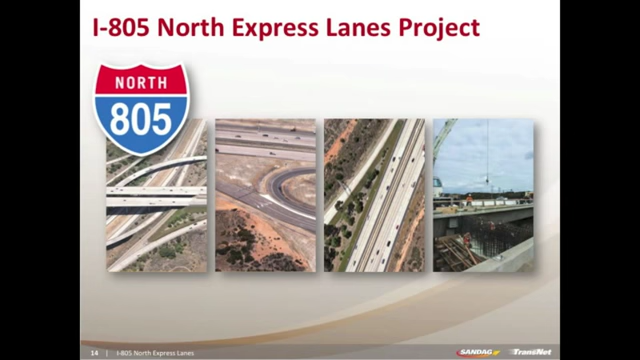 I-805 North Express Lanes Project
NORTH
805
14 | I-805 North Express Lanes
SANDAG TransNet